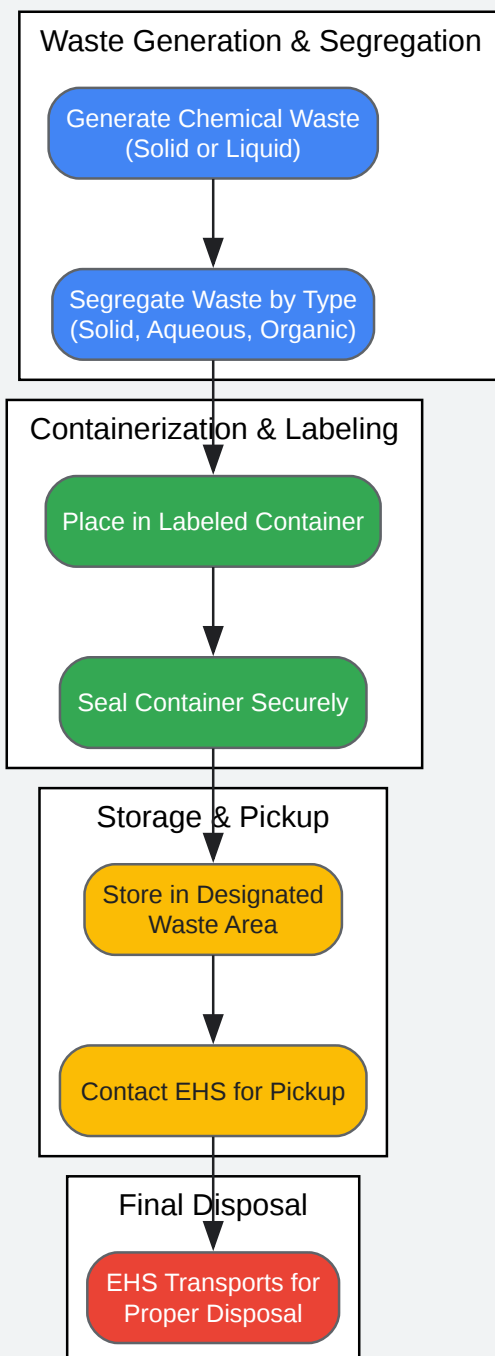 Waste Generation & Segregation
Generate Chemical Waste
(Solid or Liquid)
Segregate Waste by Type
(Solid, Aqueous, Organic)
Containerization & Labeling
Place in Labeled Container
Seal Container Securely
Storage & Pickup
Store in Designated
Waste Area
Contact EHS for Pickup
Final Disposal
EHS Transports for
Proper Disposal